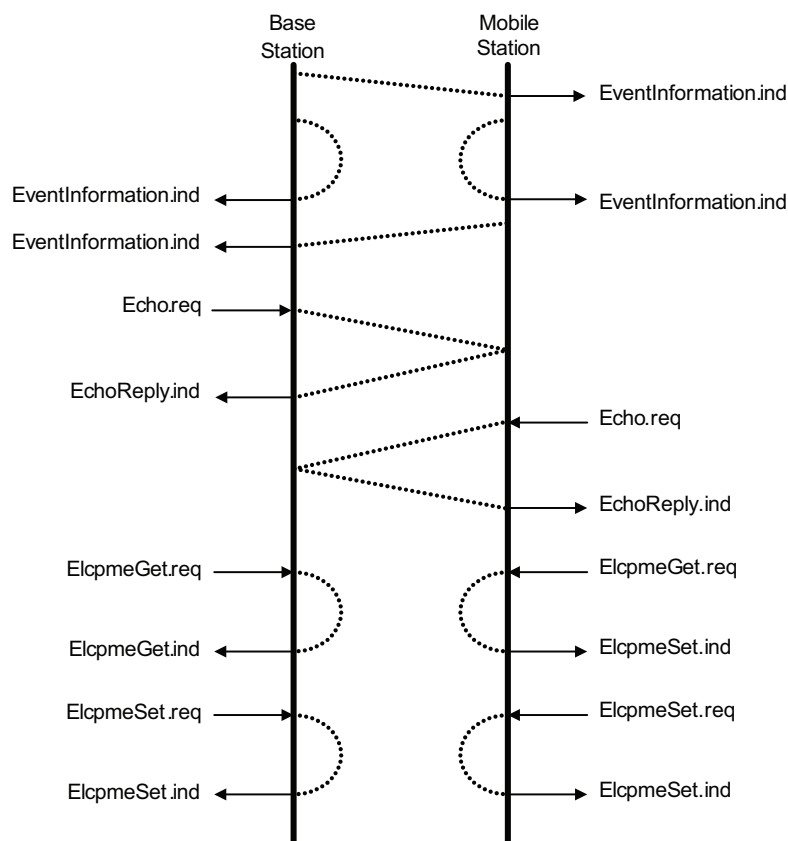 Base
Station
Mobile
Station
EventInformation.ind
EventInformation.ind
EventInformation.ind
EventInformation.ind
Echo.req
EchoReply.ind
Echo.req
EchoReply.ind
ElcpmeGet.req
ElcpmeGet.req
ElcpmeGet.ind
ElcpmeSet.ind
ElcpmeSet.req
ElcpmeSet.req
ElcpmeSet.ind
ElcpmeSet.ind